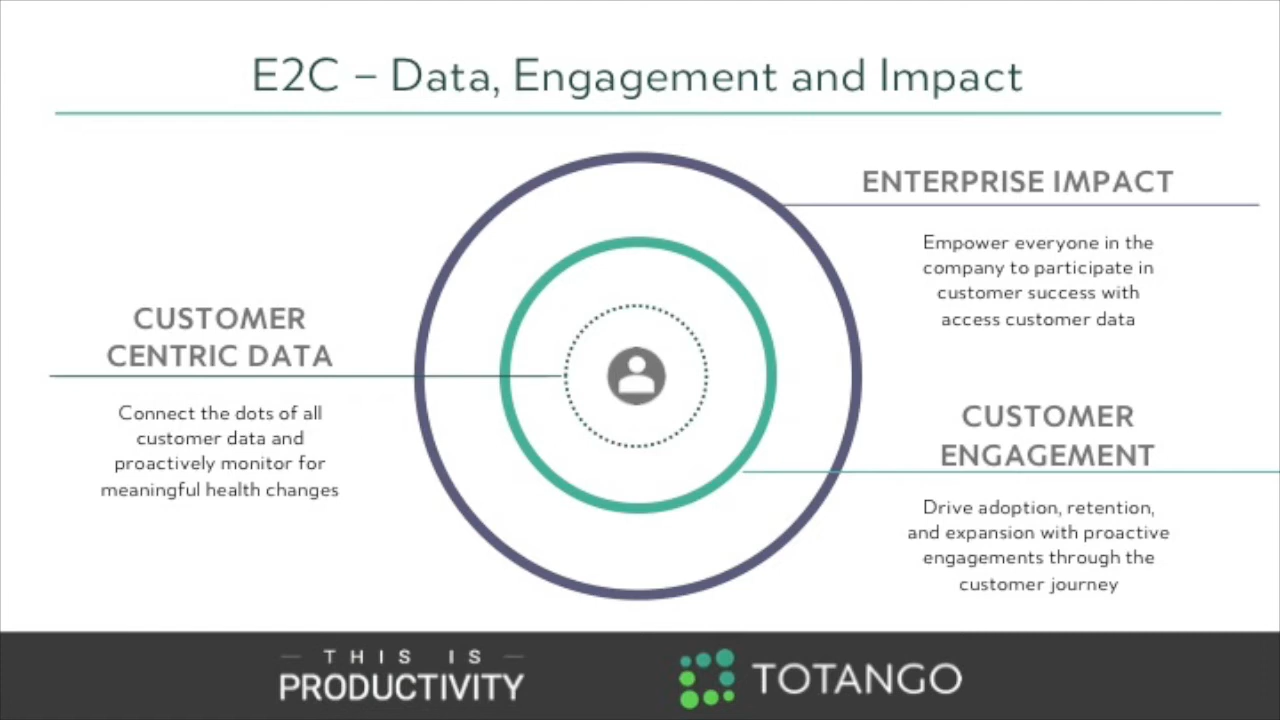 E2C – Data, Engagement and Impact
ENTERPRISE IMPACT
Empower everyone in the
company to participate in
customer success with
access customer data
CUSTOMER
CENTRIC DATA
Connect the dots of all
customer data and
proactively monitor for
meaningful health changes
CUSTOMER
ENGAGEMENT
Drive adoption, retention,
and expansion with proactive
engagements through the
customer journey
THIS IS
PRODUCTIVITY
TOTANGO